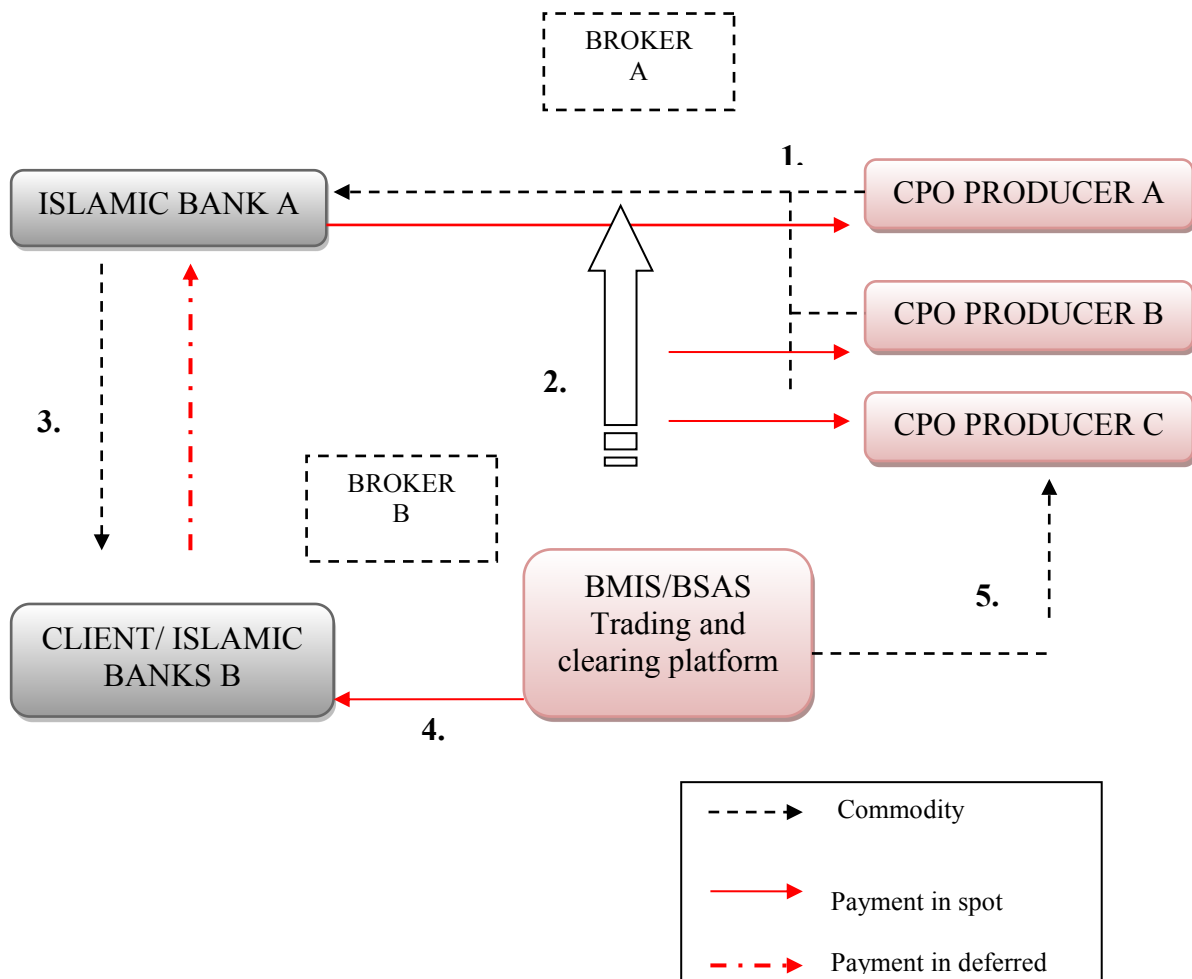 BROKER
A
1.
ISLAMIC BANK A
CPO PRODUCER A
CPO PRODUCER B
2.
3.
CPO PRODUCER C
BROKER
B
BMIS/BSAS
Trading and
clearing platform
5.
CLIENT/ ISLAMIC
BANKS B
4.
Commodity
Payment in spot
Payment in deferred